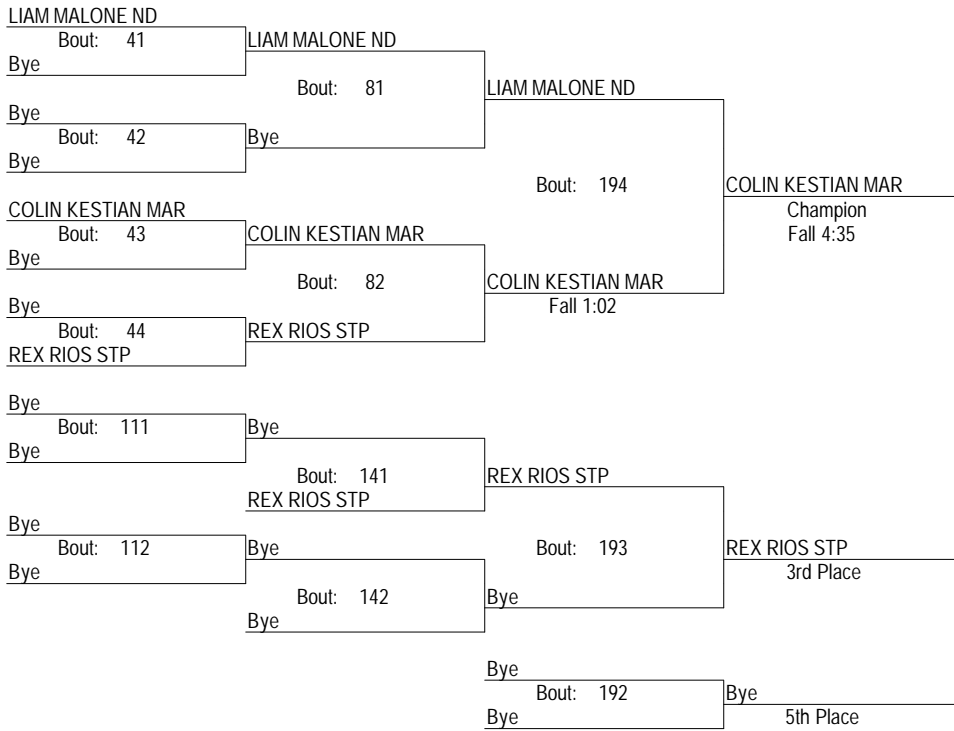 LIAM MALONE ND
Bout: 41
Bye
LIAM MALONE ND
Bout: 81
Bye
Bye
Bout: 42
Bye
LIAM MALONE ND
Bout: 194
COLIN KESTIAN MAR
Champion
Fall 4:35
COLIN KESTIAN MAR
Bout: 43
Bye
COLIN KESTIAN MAR
Bout: 82
REX RIOS STP
COLIN KESTIAN MAR
Fall 1:02
Bye
Bout: 44
REX RIOS STP
Bye
Bout: 111
Bye
Bye
Bout: 141
REX RIOS STP
REX RIOS STP
Bye
Bout: 112
Bye
Bye
Bout: 142
Bye
Bout: 193
Bye
REX RIOS STP
3rd Place
Bye
Bout: 192
Bye
Bye
5th Place